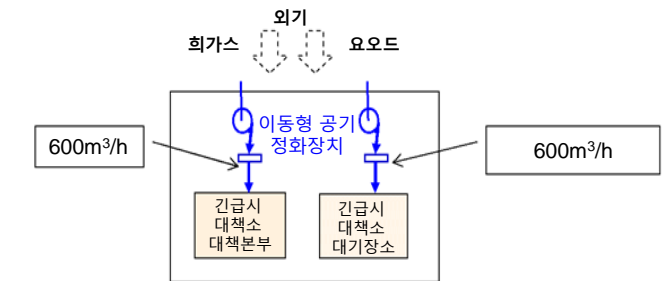 외기
희가스 요오드
이동형 공기
정화장치
600m³/h
600m³/h
긴급시
대책소
대책본부
긴급시
대책소
대기장소